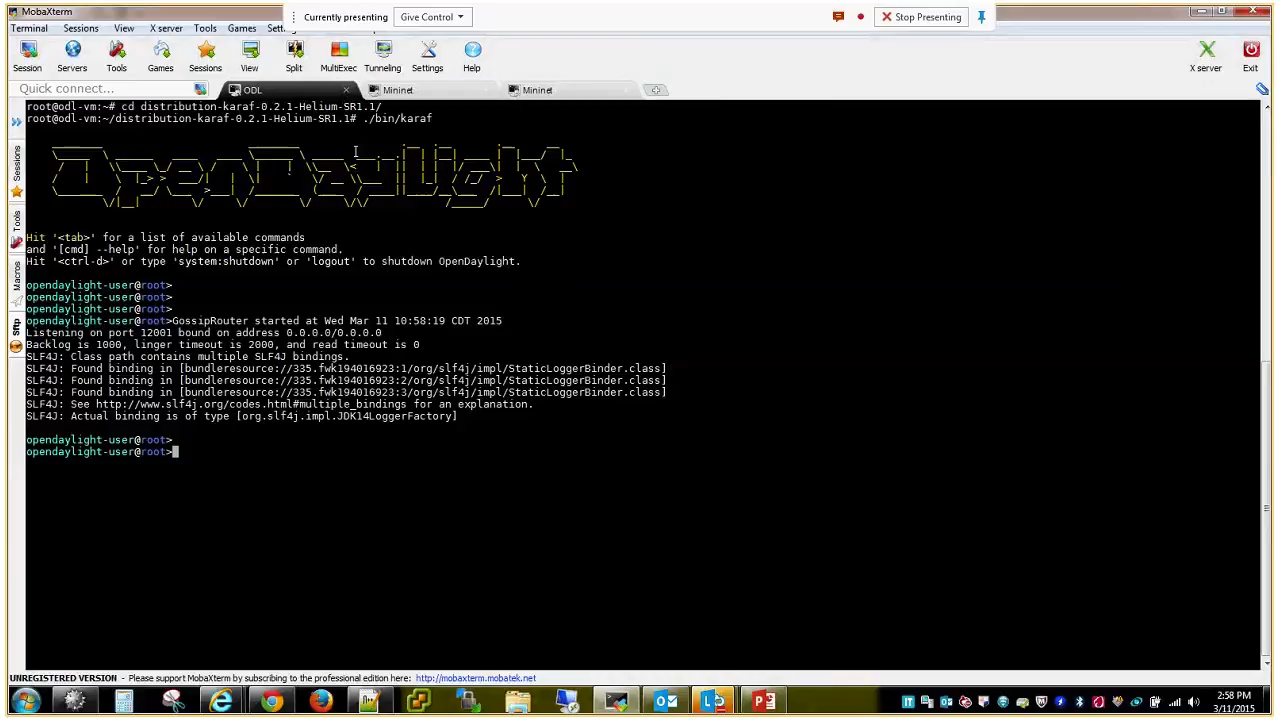 MobaXterm
Currently presenting
Give Control
Stop Presenting
Terminal Sessions View X server Tools Games
Session Servers Tools Games Sessions View Split MultiExec Tunneling Settings Help X server Exit
Quick connect...
ODL
Mininet
Mininet
root@odl-vm:~# cd distribution-karaf-0.2.1-Helium-SR1.1/
root@odl-vm:~/distribution-karaf-0.2.1-Helium-SR1.1# ./bin/karaf
OpenDaylight
Hit '<tab>' for a list of available commands
and '[cmd] --help' for help on a specific command.
Hit '<ctrl-d>' or type 'system:shutdown' or 'logout' to shutdown OpenDaylight.
opendaylight-user@root>
opendaylight-user@root>
opendaylight-user@root>
opendaylight-user@root>GossipRouter started at Wed Mar 11 10:58:19 CDT 2015
Listening on port 12001 bound on address 0.0.0.0/0.0.0.0
Backlog is 1000, linger timeout is 2000, and read timeout is 0
SLF4J: Class path contains multiple SLF4J bindings.
SLF4J: Found binding in [bundleresource://335.fwk194016923:1/org/slf4j/impl/StaticLoggerBinder.class]
SLF4J: Found binding in [bundleresource://335.fwk194016923:2/org/slf4j/impl/StaticLoggerBinder.class]
SLF4J: Found binding in [bundleresource://335.fwk194016923:3/org/slf4j/impl/StaticLoggerBinder.class]
SLF4J: See http://www.slf4j.org/codes.html#multiple_bindings for an explanation.
SLF4J: Actual binding is of type [org.slf4j.impl.JDK14LoggerFactory]
opendaylight-user@root>
opendaylight-user@root>
Sessions
Tools
Macros
Sftp
UNREGISTERED VERSION - Please support MobaXterm by subscribing to the professional edition here: http://mobaxterm.mobatek.net
2:58 PM
3/11/2015